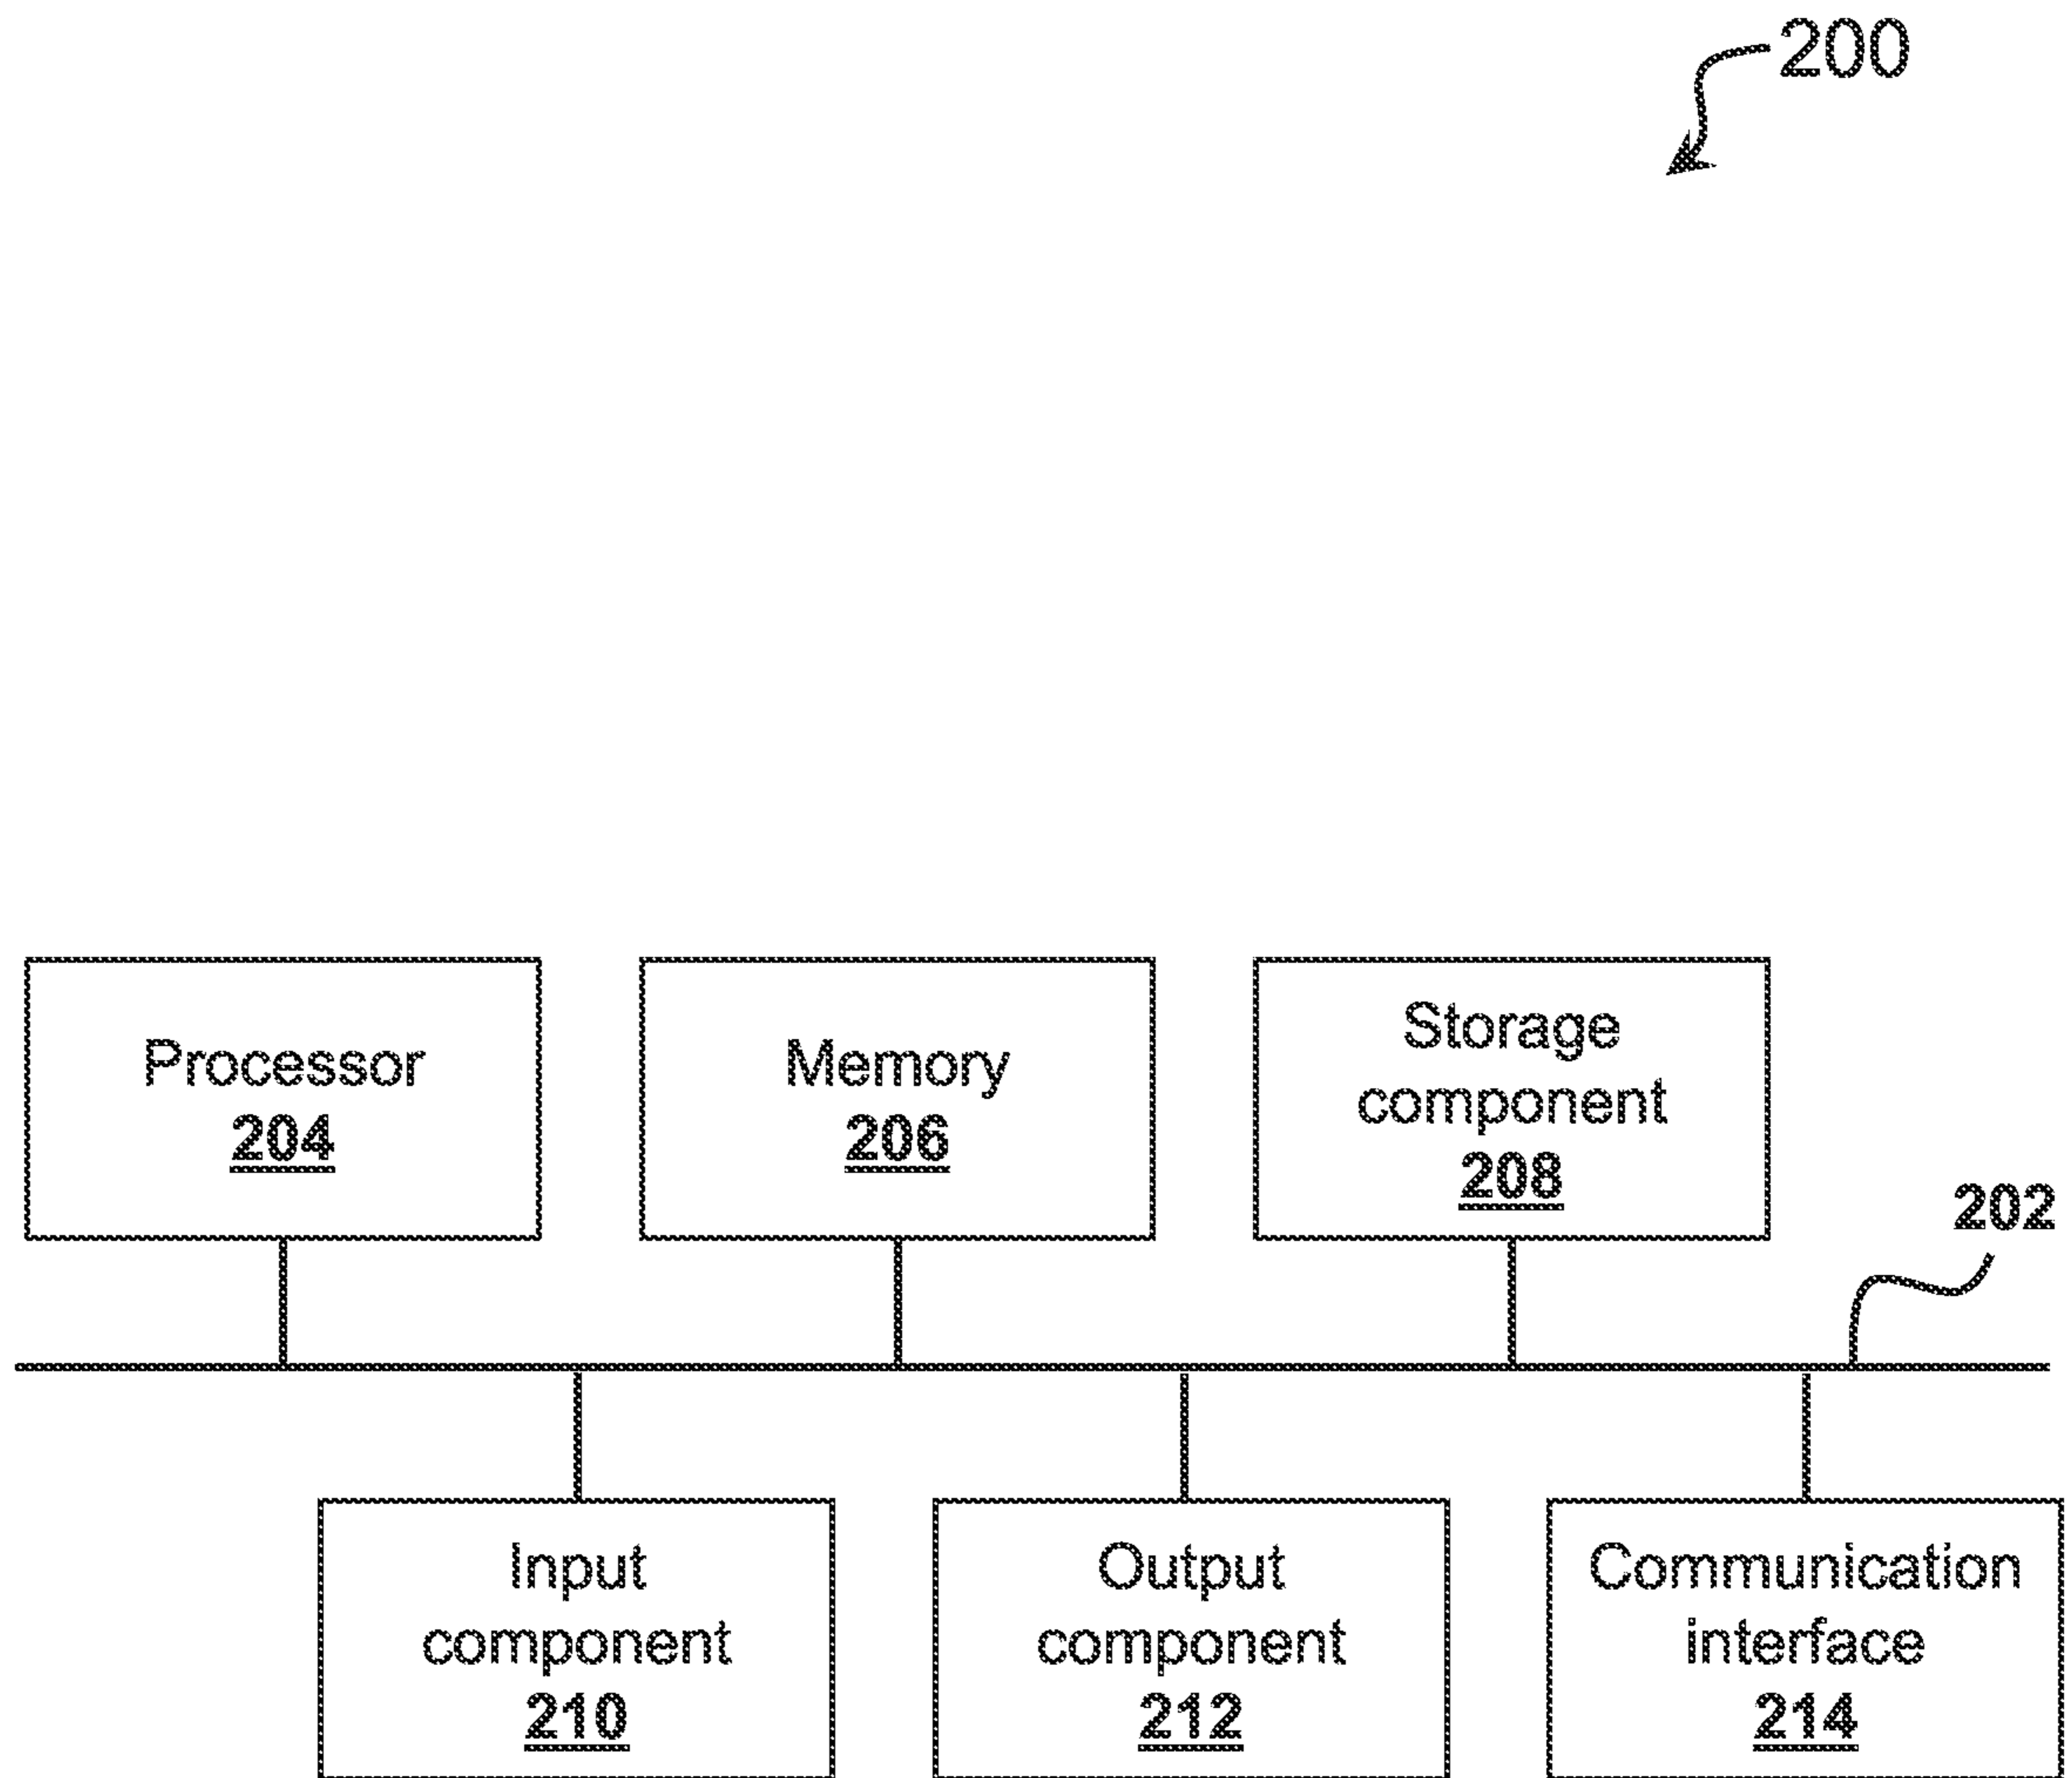 200
Processor
204
Memory
206
Storage
component
208
202
Input
component
210
Output
component
212
Communication
interface
214